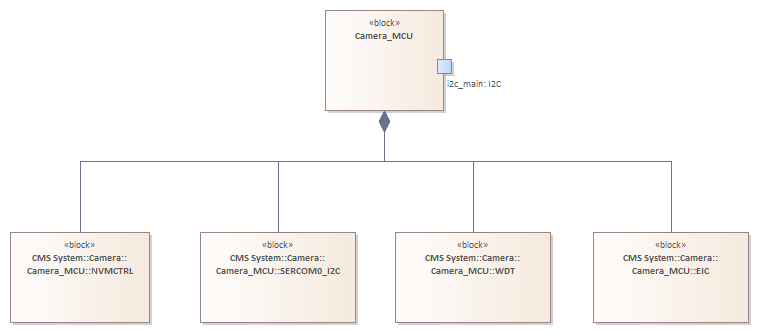 «block»
Camera_MCU
i2c_main: I2C
«block»
CMS System::Camera::
Camera_MCU::NVMCTRL
«block»
CMS System::Camera::
Camera_MCU::SERCOM0_I2C
«block»
CMS System::Camera::
Camera_MCU::WDT
«block»
CMS System::Camera::
Camera_MCU::EIC